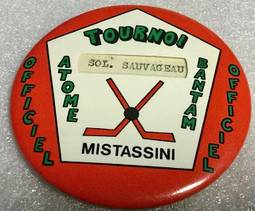 TOURNOI
SOL. SAUVAGEAU
OFFICIEL
ATOME
BANTAM
OFFICIEL
MISTASSINI